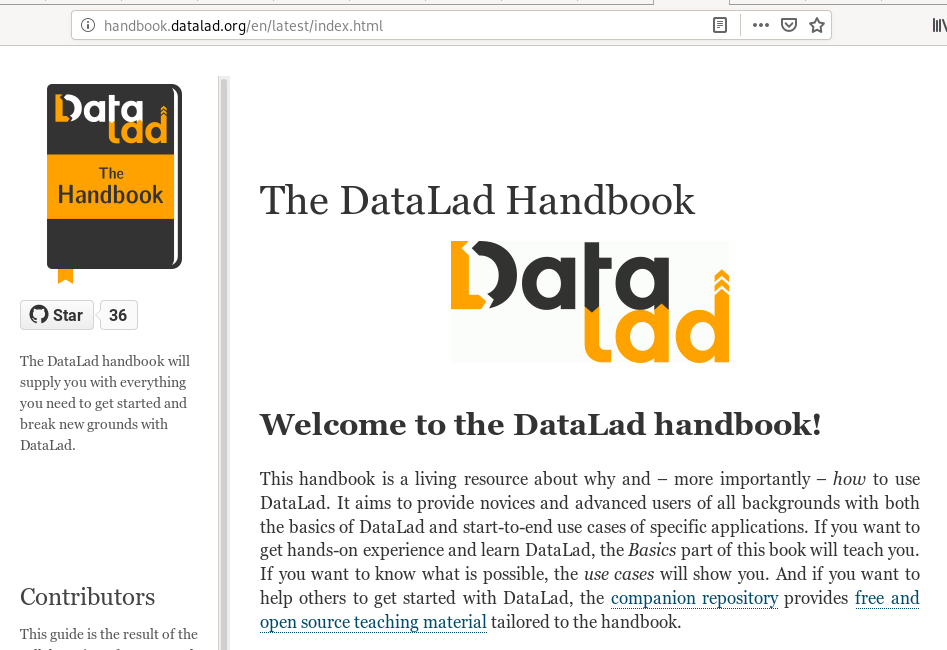 handbook.datalad.org/en/latest/index.html
DataLad
The
Handbook
Star 36
The DataLad handbook will
supply you with everything
you need to get started and
break new grounds with
DataLad.
Contributors
This guide is the result of the
The DataLad Handbook
Data
lad
Welcome to the DataLad handbook!
This handbook is a living resource about why and – more importantly – how to use
DataLad. It aims to provide novices and advanced users of all backgrounds with both
the basics of DataLad and start-to-end use cases of specific applications. If you want to
get hands-on experience and learn DataLad, the Basics part of this book will teach you.
If you want to know what is possible, the use cases will show you. And if you want to
help others to get started with DataLad, the companion repository provides free and
open source teaching material tailored to the handbook.